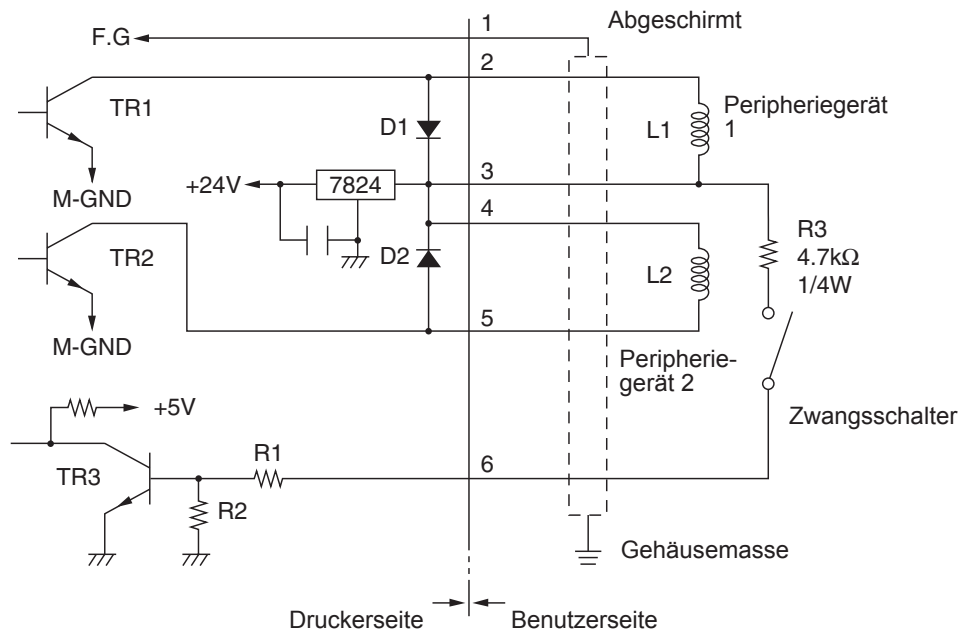 1
Abgeschirmt
F.G
2
TR1
D1
L1
Peripheriegerät
1
+24V
7824
3
M-GND
4
R3
4.7kΩ
1/4W
TR2
D2
L2
5
M-GND
Peripherie-
gerät 2
+5V
Zwangsschalter
R1
6
TR3
R2
Gehäusemasse
Druckerseite
Benutzerseite